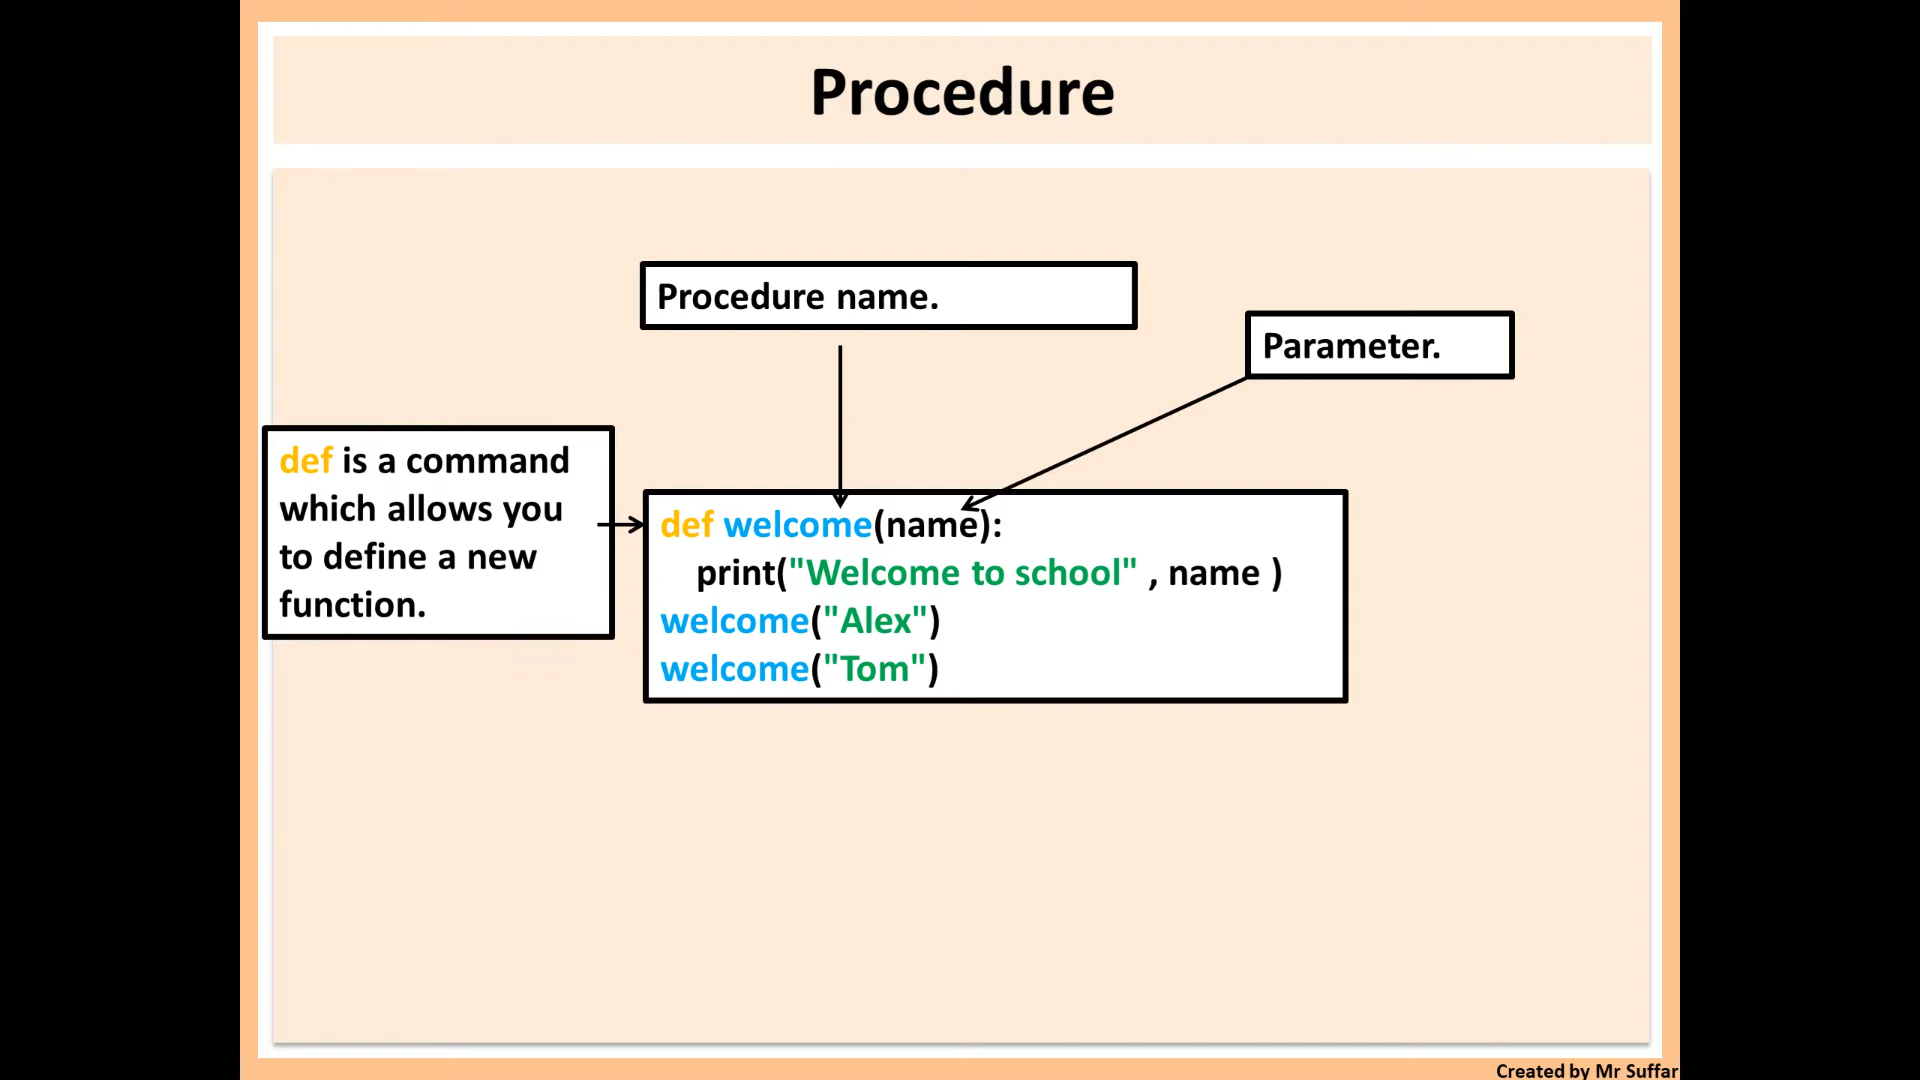 Procedure
Procedure name.
Parameter.
def is a command
which allows you
to define a new
function.
def welcome(name):
print("Welcome to school" , name )
welcome("Alex")
welcome("Tom")
Created by Mr Suffar